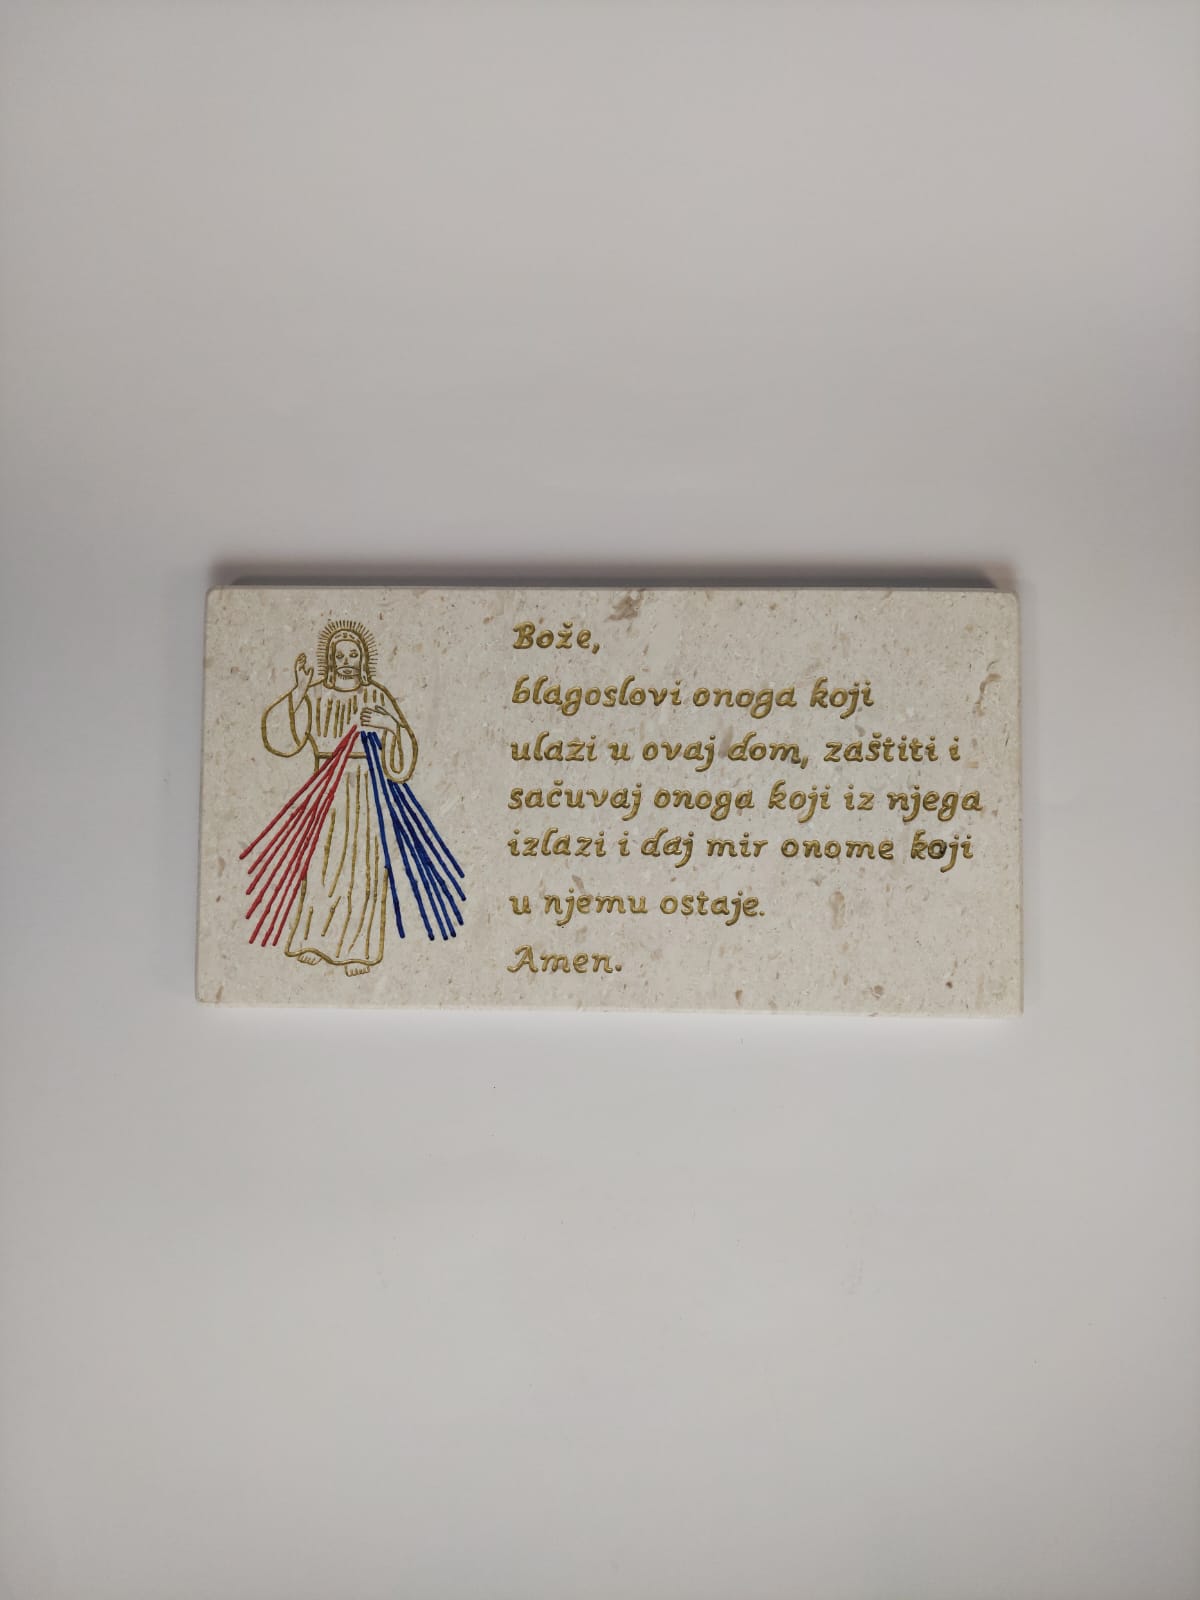 Bože,
blagoslovi onoga koji
ulazi u ovaj dom, zaštiti i
sačuvaj onoga koji iz njega
izlazi i daj mir onome koji
u njemu ostaje.
Amen.